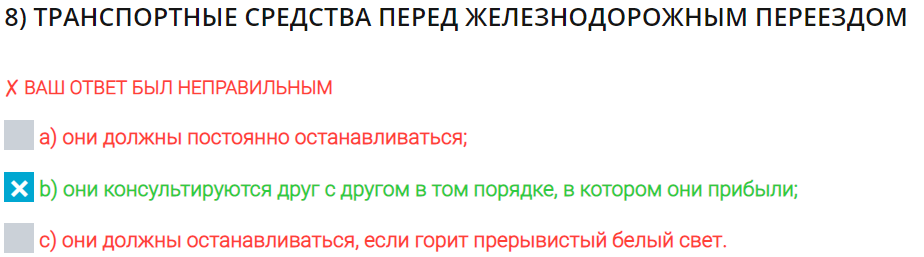 8) ТРАНСПОРТНЫЕ СРЕДСТВА ПЕРЕД ЖЕЛЕЗНОДОРОЖНЫМ ПЕРЕЕЗДОМ
✗ ВАШ ОТВЕТ БЫЛ НЕПРАВИЛЬНЫМ
a) они должны постоянно останавливаться;
b) они консультируются друг с другом в том порядке, в котором они прибыли;
c) они должны останавливаться, если горит прерывистый белый свет.